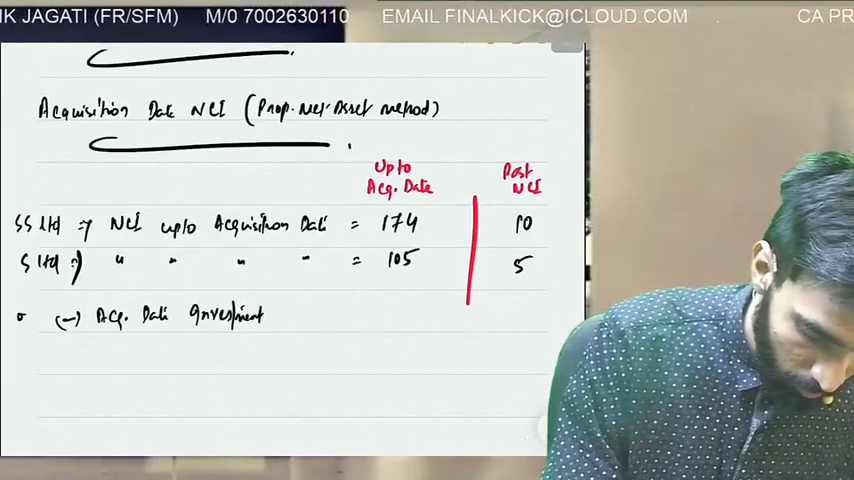 IK JAGATI (FR/SFM) M/0 7002630110 EMAIL FINALKICK@ICLOUD.COM CA PR
Acquisition Date NCI (Prop. Net. Asset method)
Upto Acq. Date
Post NCI
SS ltd ⇒ NCI upto Acquisition Date = 174 10
S ltd ⇒ " " " " = 105 5
(-) Acq. Date Investment